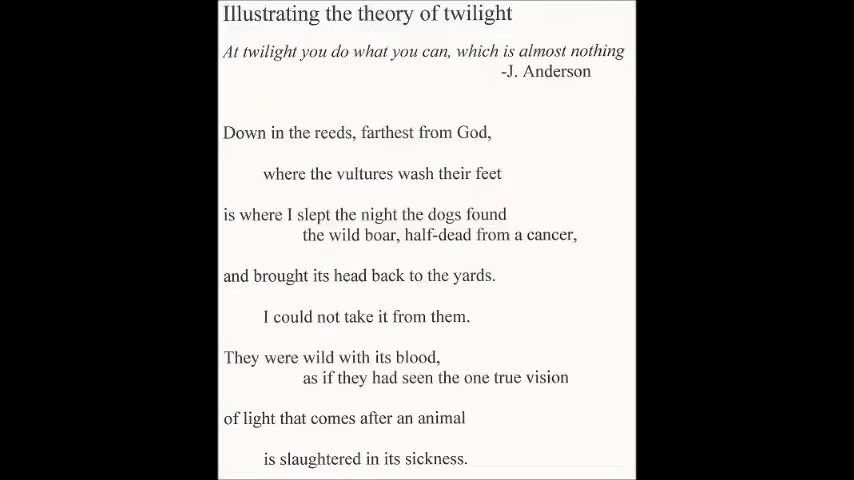 Illustrating the theory of twilight
At twilight you do what you can, which is almost nothing
-J. Anderson
Down in the reeds, farthest from God,
where the vultures wash their feet
is where I slept the night the dogs found
the wild boar, half-dead from a cancer,
and brought its head back to the yards.
I could not take it from them.
They were wild with its blood,
as if they had seen the one true vision
of light that comes after an animal
is slaughtered in its sickness.